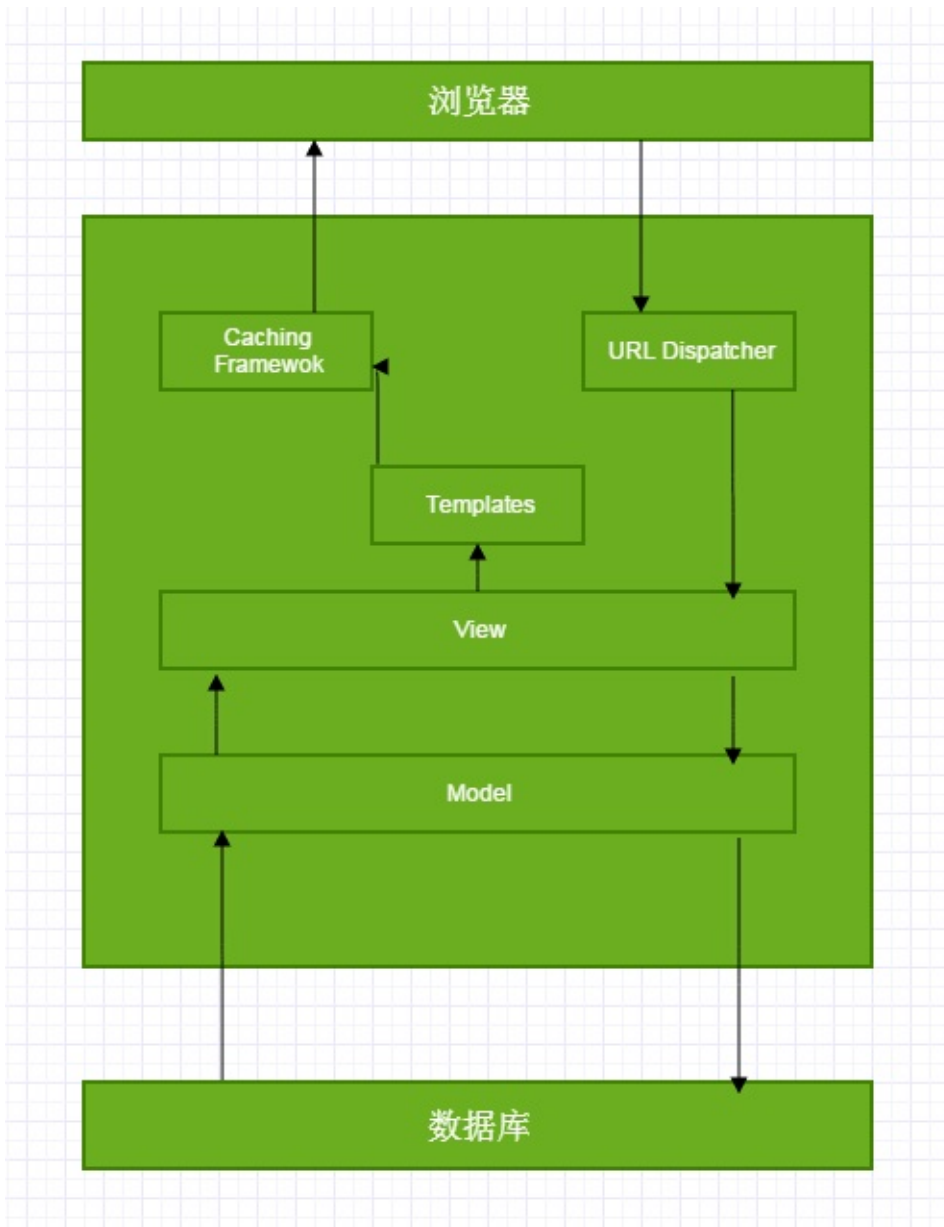 浏览器
Caching
Framewok
URL Dispatcher
Templates
View
Model
数据库